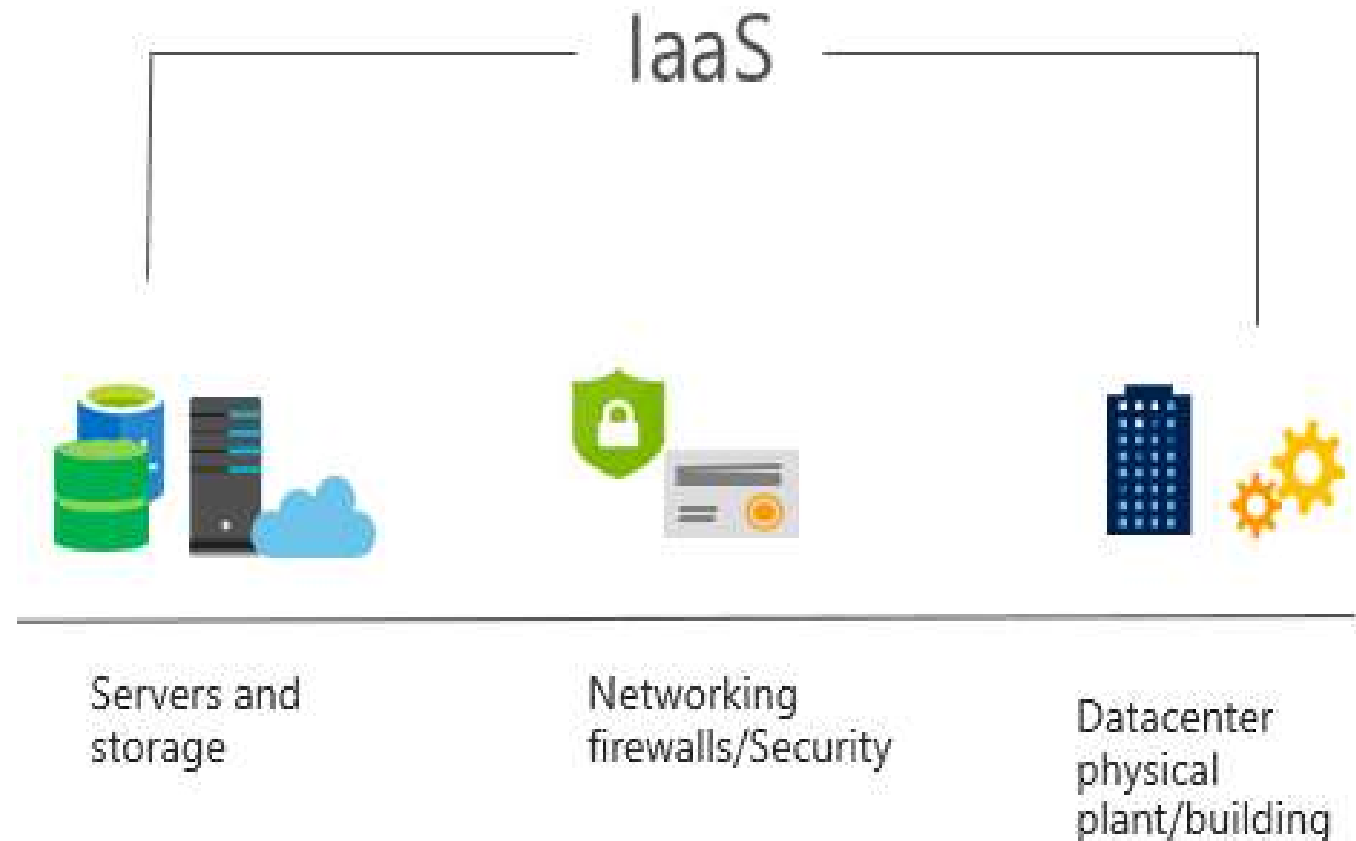 IaaS
Servers and
storage
Networking
firewalls/Security
Datacenter
physical
plant/building